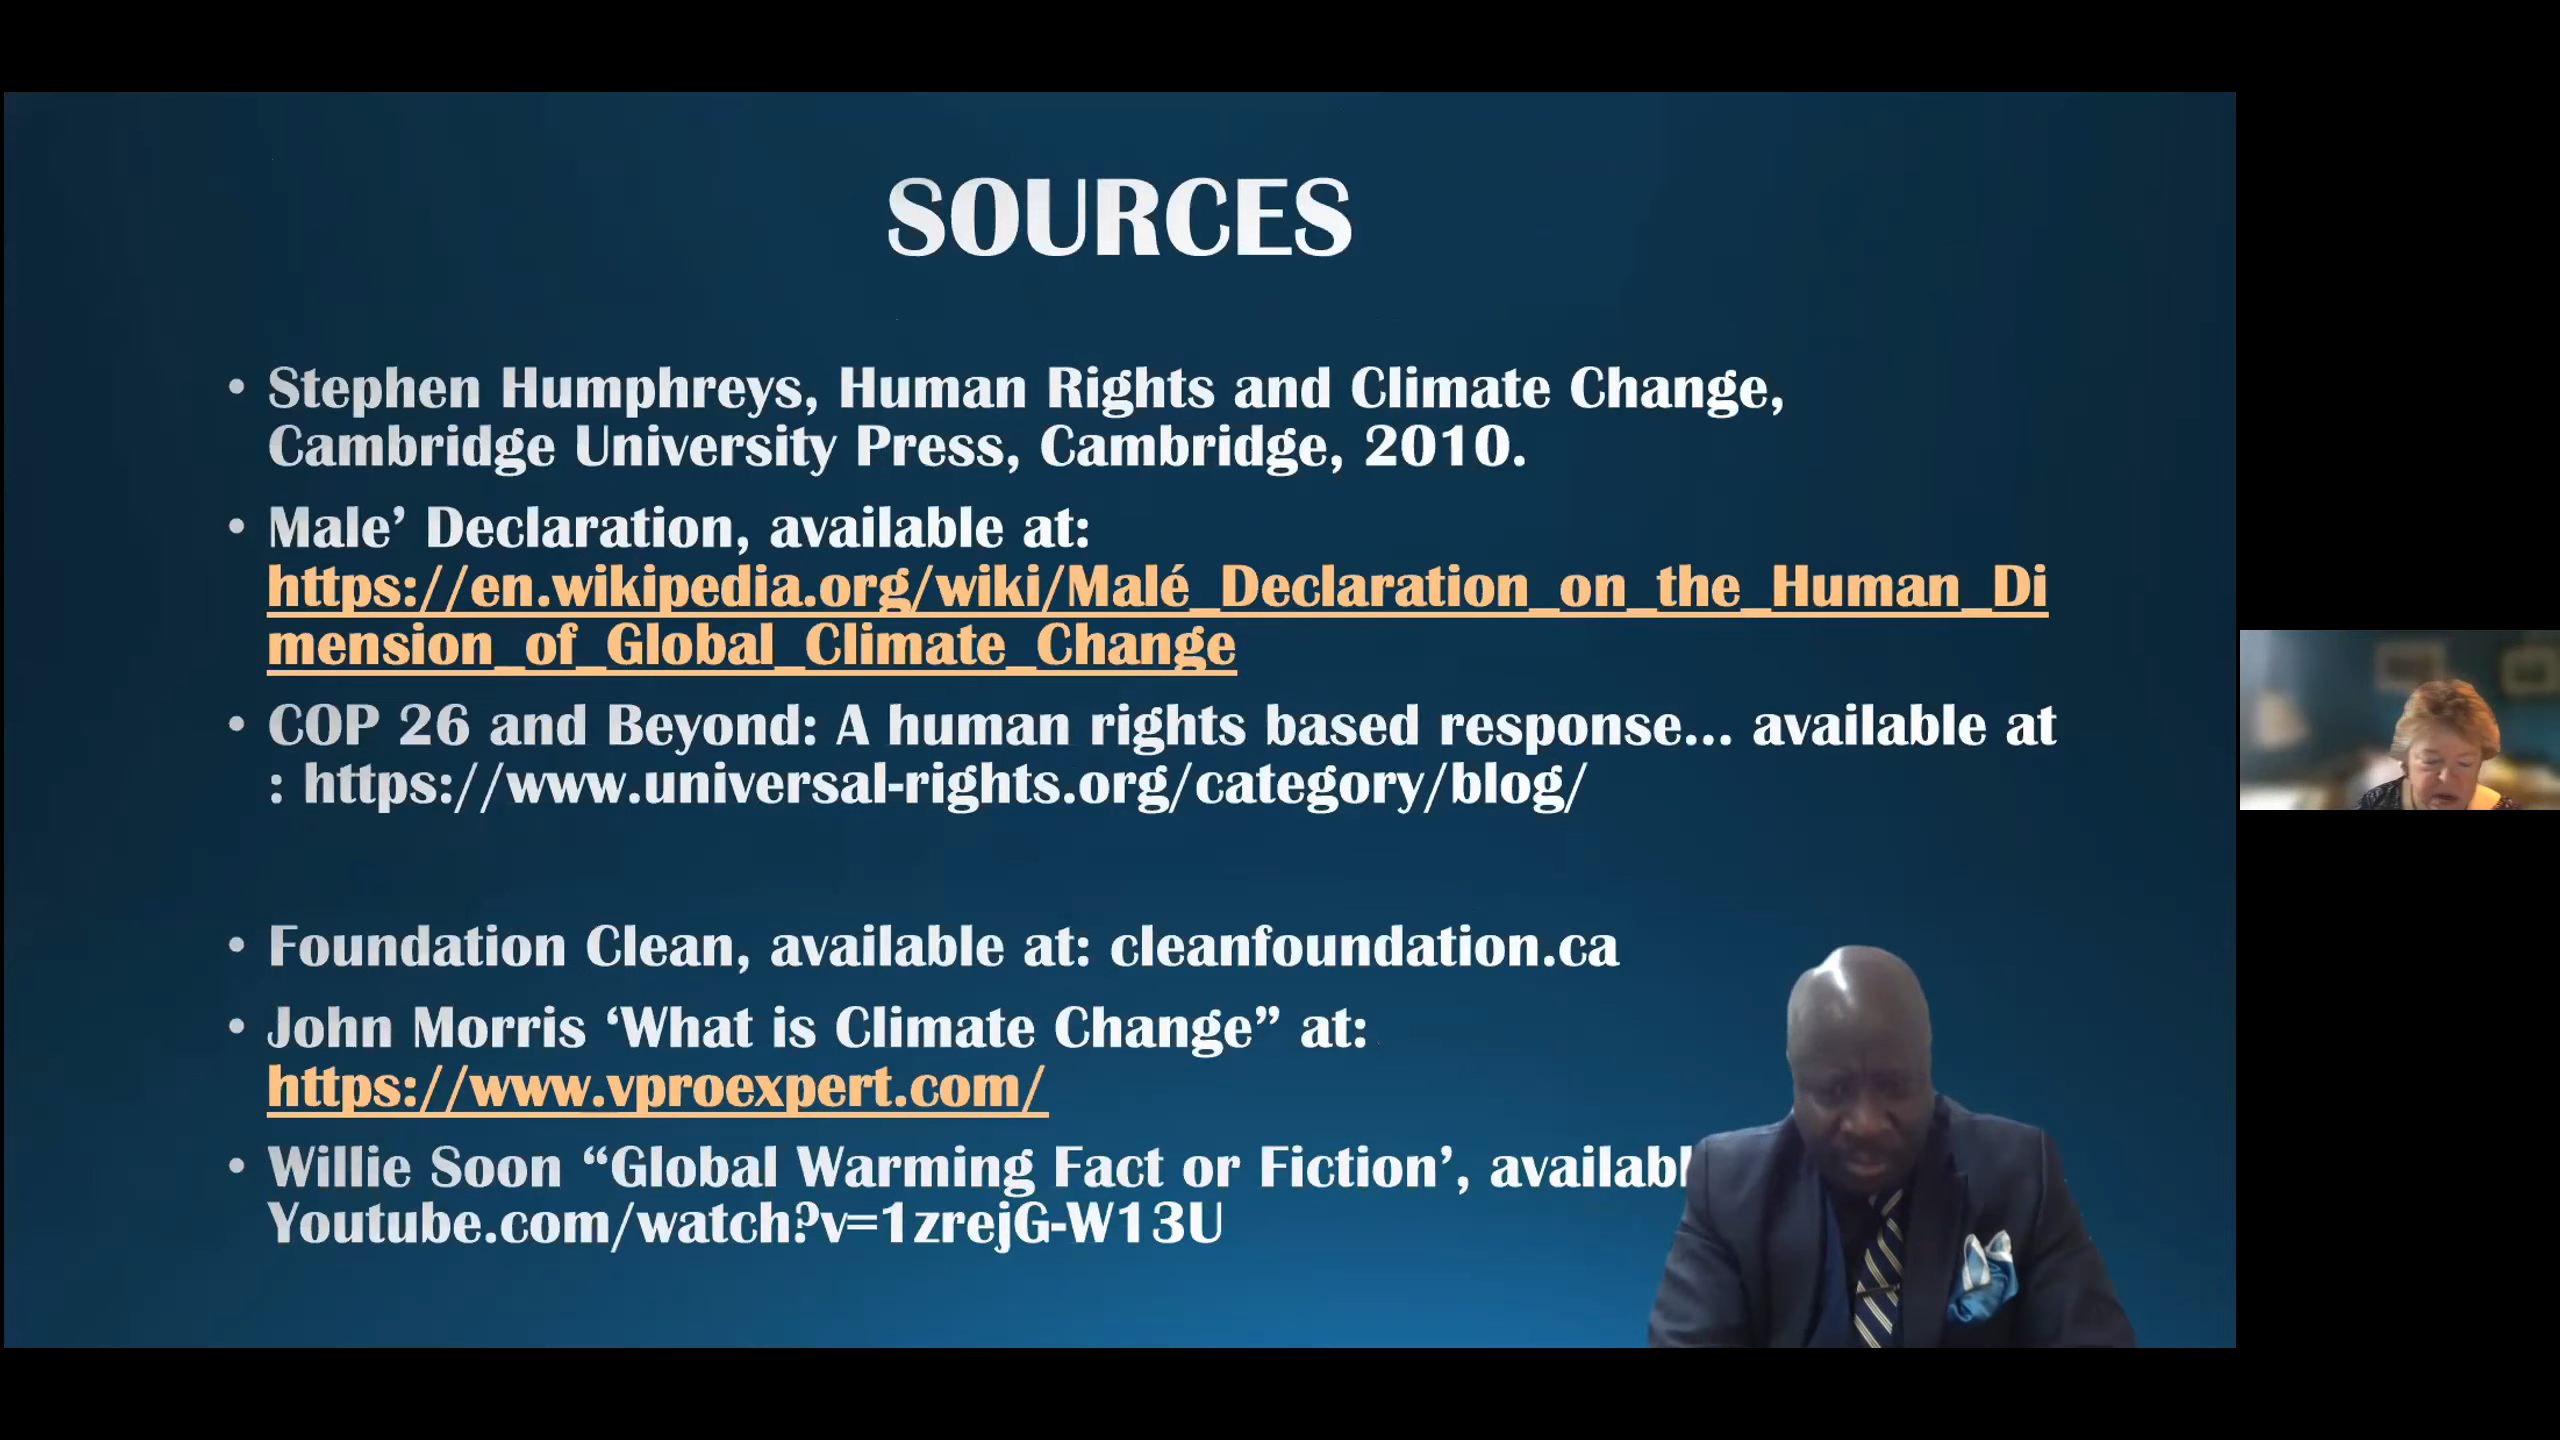 SOURCES
• Stephen Humphreys, Human Rights and Climate Change,
Cambridge University Press, Cambridge, 2010.
• Male’ Declaration, available at:
https://en.wikipedia.org/wiki/Malé_Declaration_on_the_Human_Di
mension_of_Global_Climate_Change
• COP 26 and Beyond: A human rights based response... available at
: https://www.universal-rights.org/category/blog/
• Foundation Clean, available at: cleanfoundation.ca
• John Morris ‘What is Climate Change” at:
https://www.vproexpert.com/
• Willie Soon “Global Warming Fact or Fiction’,
Youtube.com/watch?v=1zrejG-W13U